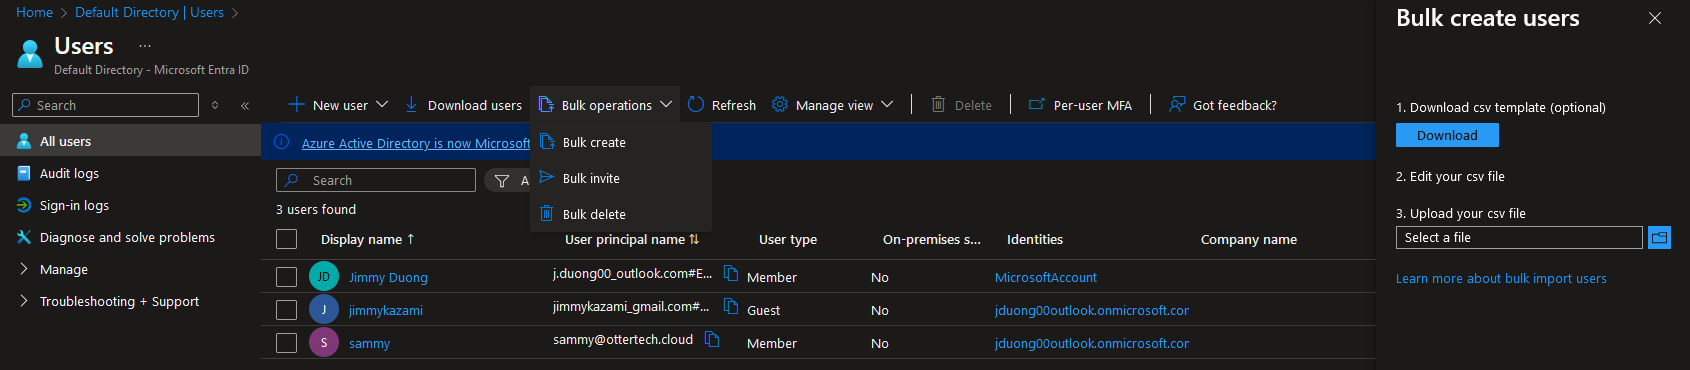 Home > Default Directory | Users >
Users ...
Default Directory - Microsoft Entra ID
Search
All users
Audit logs
Sign-in logs
Diagnose and solve problems
Manage
Troubleshooting + Support
New user
Download users
Bulk operations
Refresh
Manage view
Delete
Per-user MFA
Got feedback?
Bulk create
Bulk invite
Bulk delete
Azure Active Directory is now Microsoft
Search
A
3 users found
Display name ↑ User principal name ↑↓ User type On-premises s... Identities Company name
JD Jimmy Duong j.duong00_outlook.com#E... Member No MicrosoftAccount
J jimmykazami jimmykazami_gmail.com#... Guest No jduong00outlook.onmicrosoft.cor
S sammy sammy@ottertech.cloud Member No jduong00outlook.onmicrosoft.cor
Bulk create users
1. Download csv template (optional)
Download
2. Edit your csv file
3. Upload your csv file
Select a file
Learn more about bulk import users